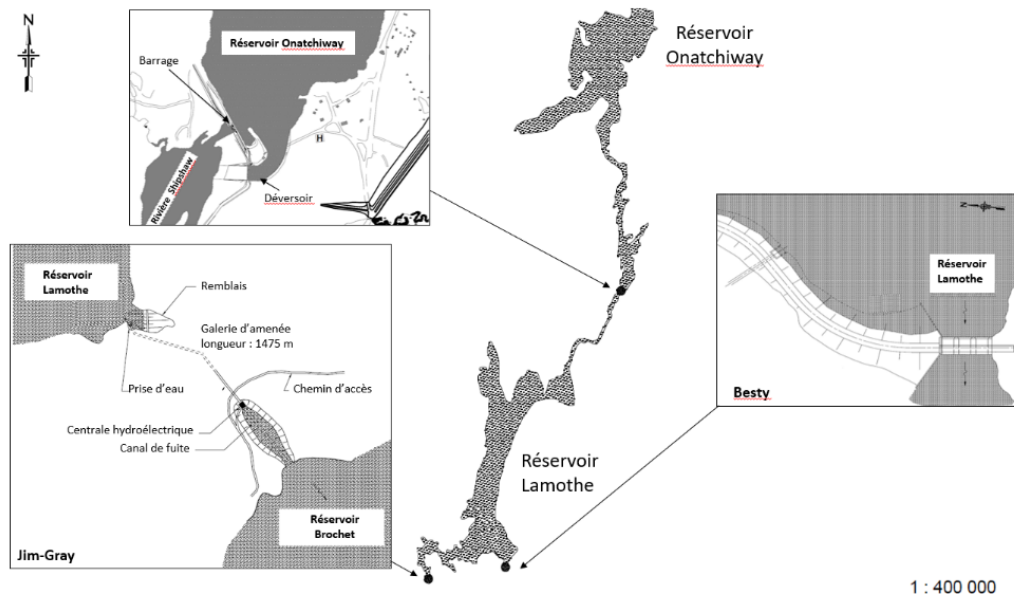 N
Réservoir Onatchiway
Barrage
H
Rivière Shipshaw
Déversoir
Réservoir
Onatchiway
Réservoir
Lamothe
Remblais
Galerie d'amenée
longueur : 1475 m
Prise d'eau
Chemin d'accès
Centrale hydroélectrique
Canal de fuite
Réservoir
Brochet
Jim-Gray
Réservoir
Lamothe
N
Réservoir
Lamothe
Besty
1 : 400 000